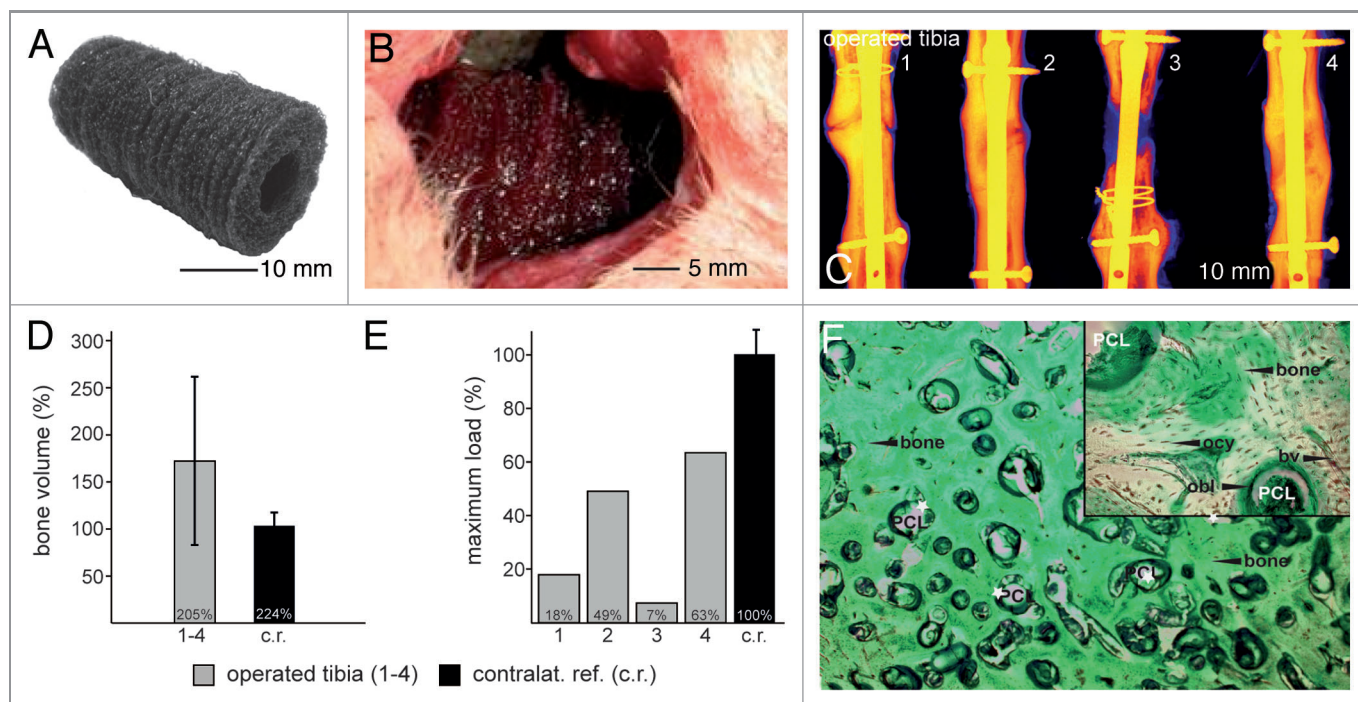 A
10 mm
B
5 mm
operated tibia
1
2
3
4
C
10 mm
D
bone volume (%)
300
250
200
150
100
50
205%
224%
1-4
c.r.
E
maximum load (%)
100
80
60
40
20
18%
49%
7%
63%
100%
1
2
3
4
c.r.
operated tibia (1-4)
contralat. ref. (c.r.)
F
PCL
bone
ocy
bv
obl
PCL
bone
PCL
PCL
PCL
bone